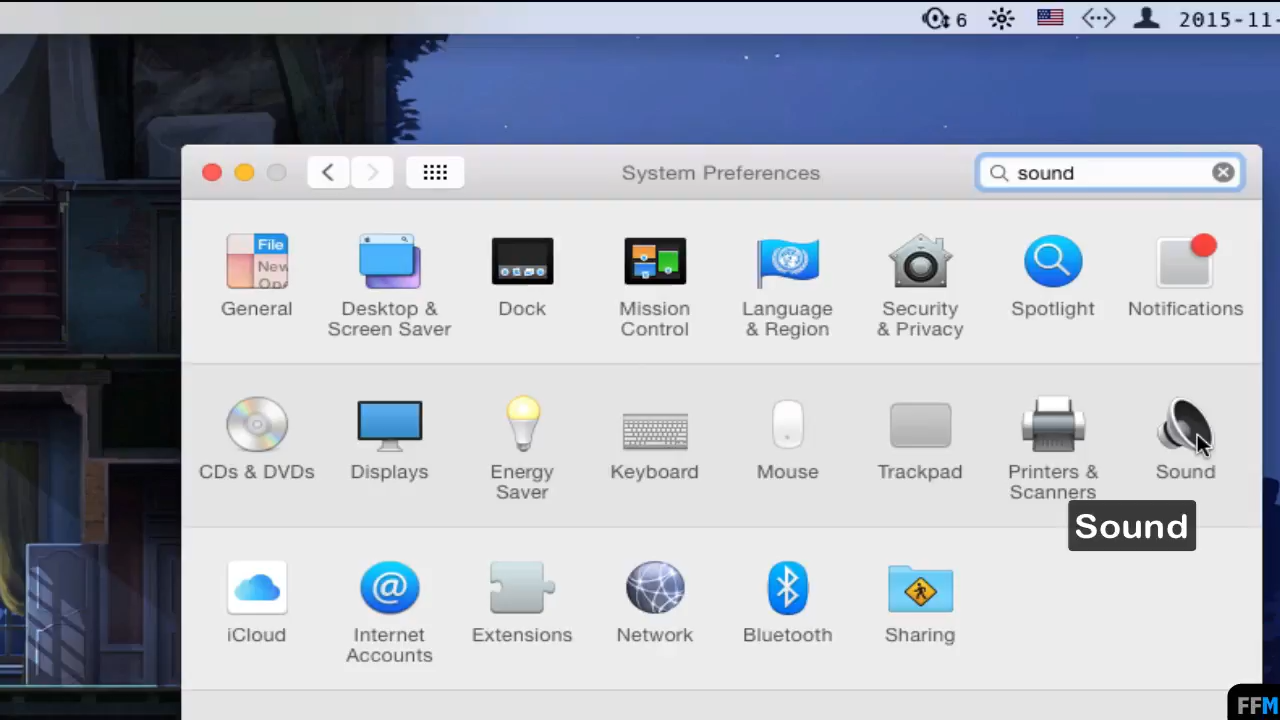 6
2015-11-
System Preferences
sound
File
New
Ope
General
Desktop &
Screen Saver
Dock
Mission
Control
Language
& Region
Security
& Privacy
Spotlight
Notifications
CDs & DVDs
Displays
Energy
Saver
Keyboard
Mouse
Trackpad
Printers &
Scanners
Sound
Sound
@
iCloud
Internet
Accounts
Extensions
Network
Bluetooth
Sharing
FFM